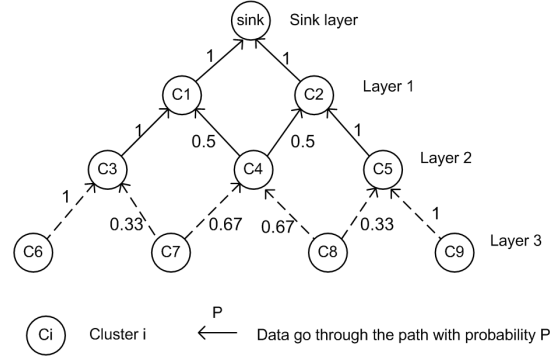 sink Sink layer
1 1
C1 C2 Layer 1
1 0.5 0.5 1
C3 C4 C5 Layer 2
1 0.33 0.67 0.67 0.33 1
C6 C7 C8 C9 Layer 3
P
Ci Cluster i Data go through the path with probability P